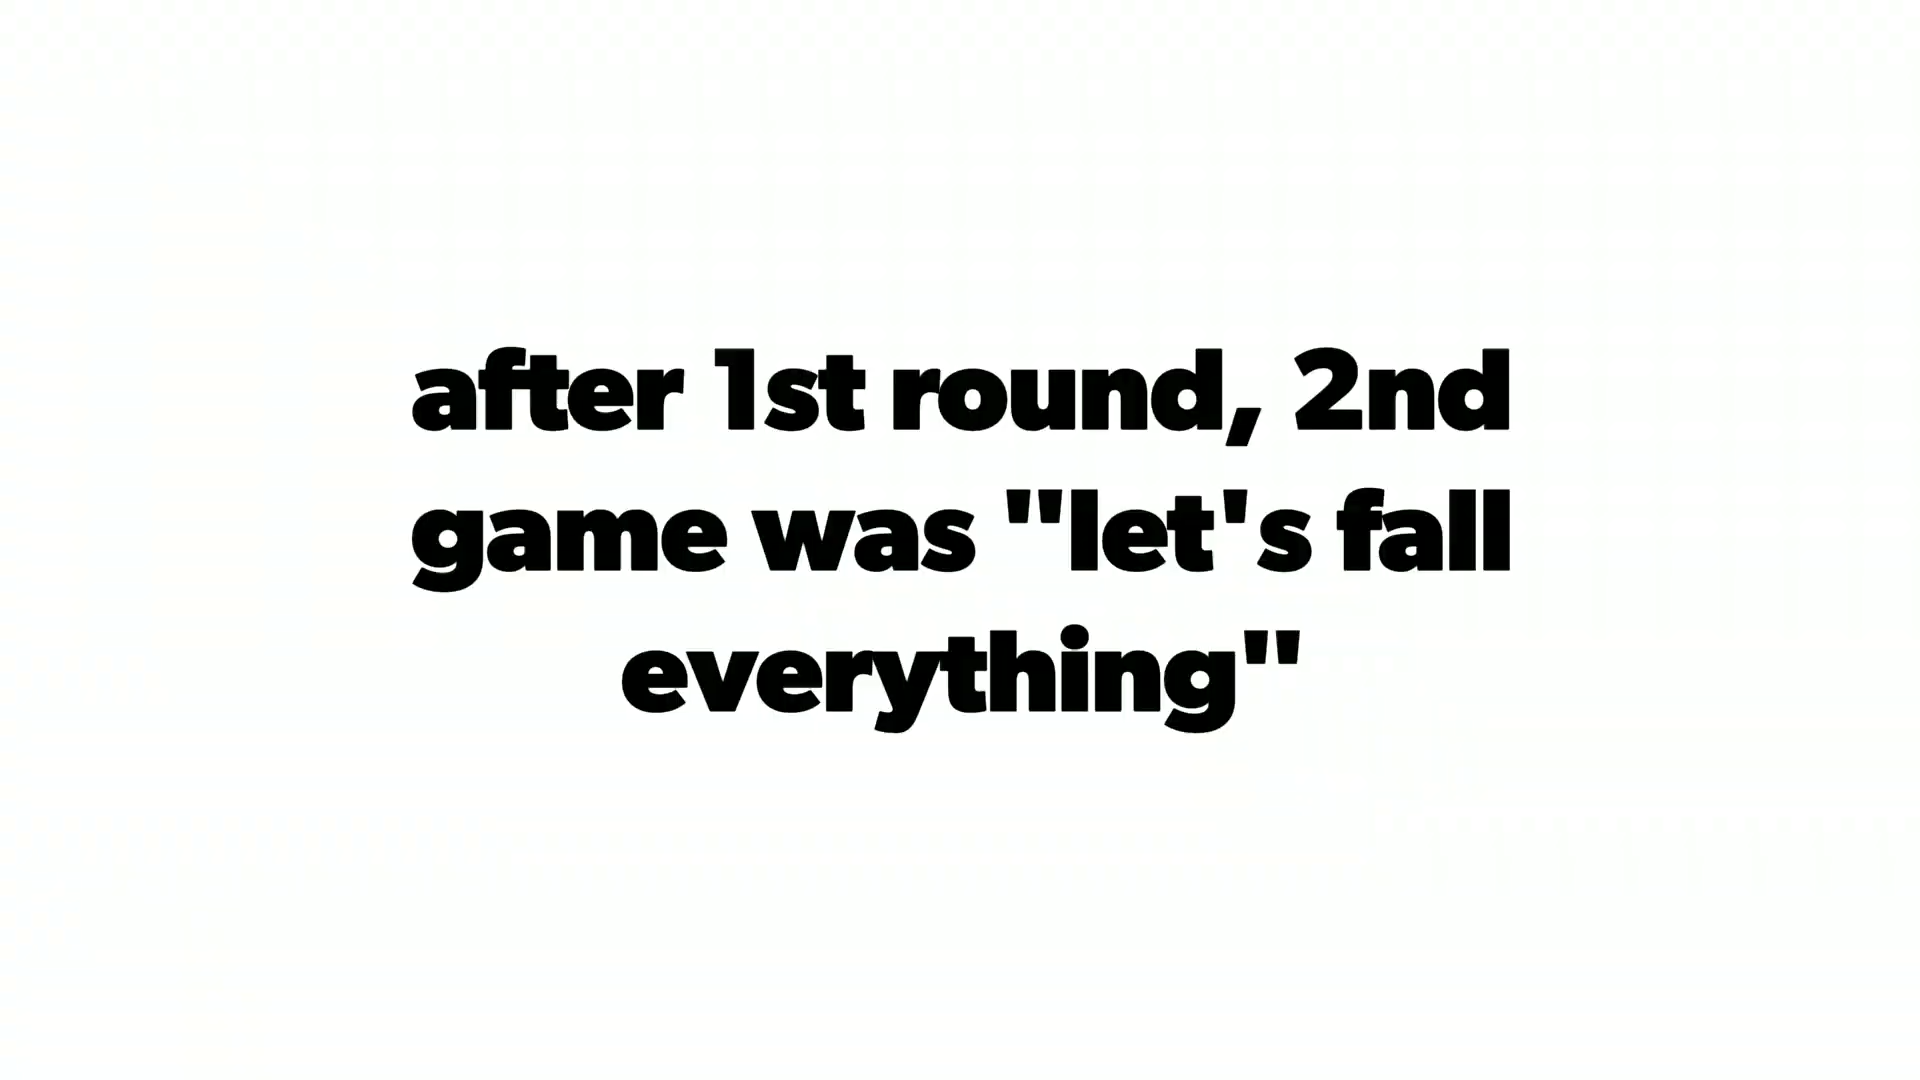 after 1st round, 2nd
game was "let's fall
everything"